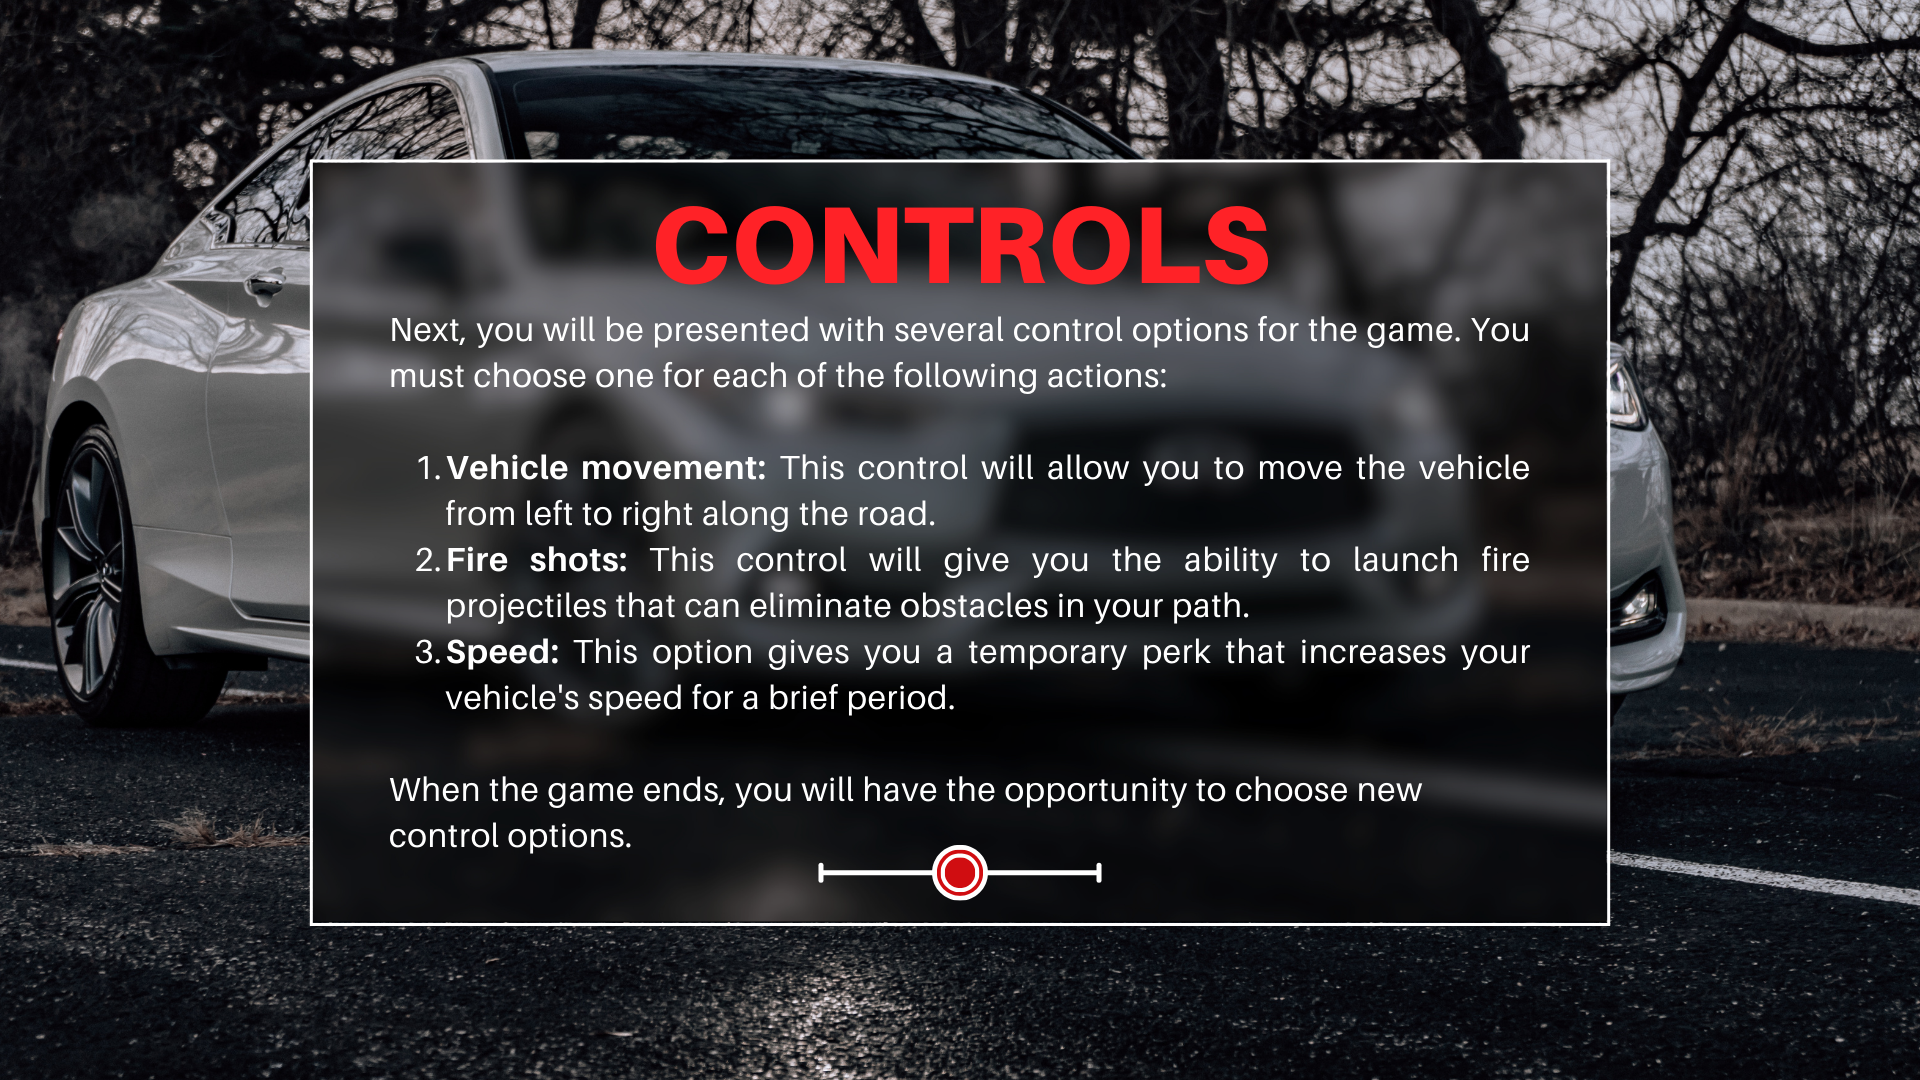 CONTROLS
Next, you will be presented with several control options for the game. You
must choose one for each of the following actions:
1. Vehicle movement: This control will allow you to move the vehicle
from left to right along the road.
2. Fire shots: This control will give you the ability to launch fire
projectiles that can eliminate obstacles in your path.
3. Speed: This option gives you a temporary perk that increases your
vehicle's speed for a brief period.
When the game ends, you will have the opportunity to choose new
control options.